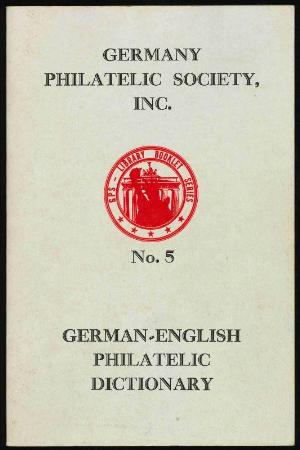 GERMANY
PHILATELIC SOCIETY,
INC.
G.P.S. - LIBRARY BOOKLET SERIES
No. 5
GERMAN-ENGLISH
PHILATELIC
DICTIONARY